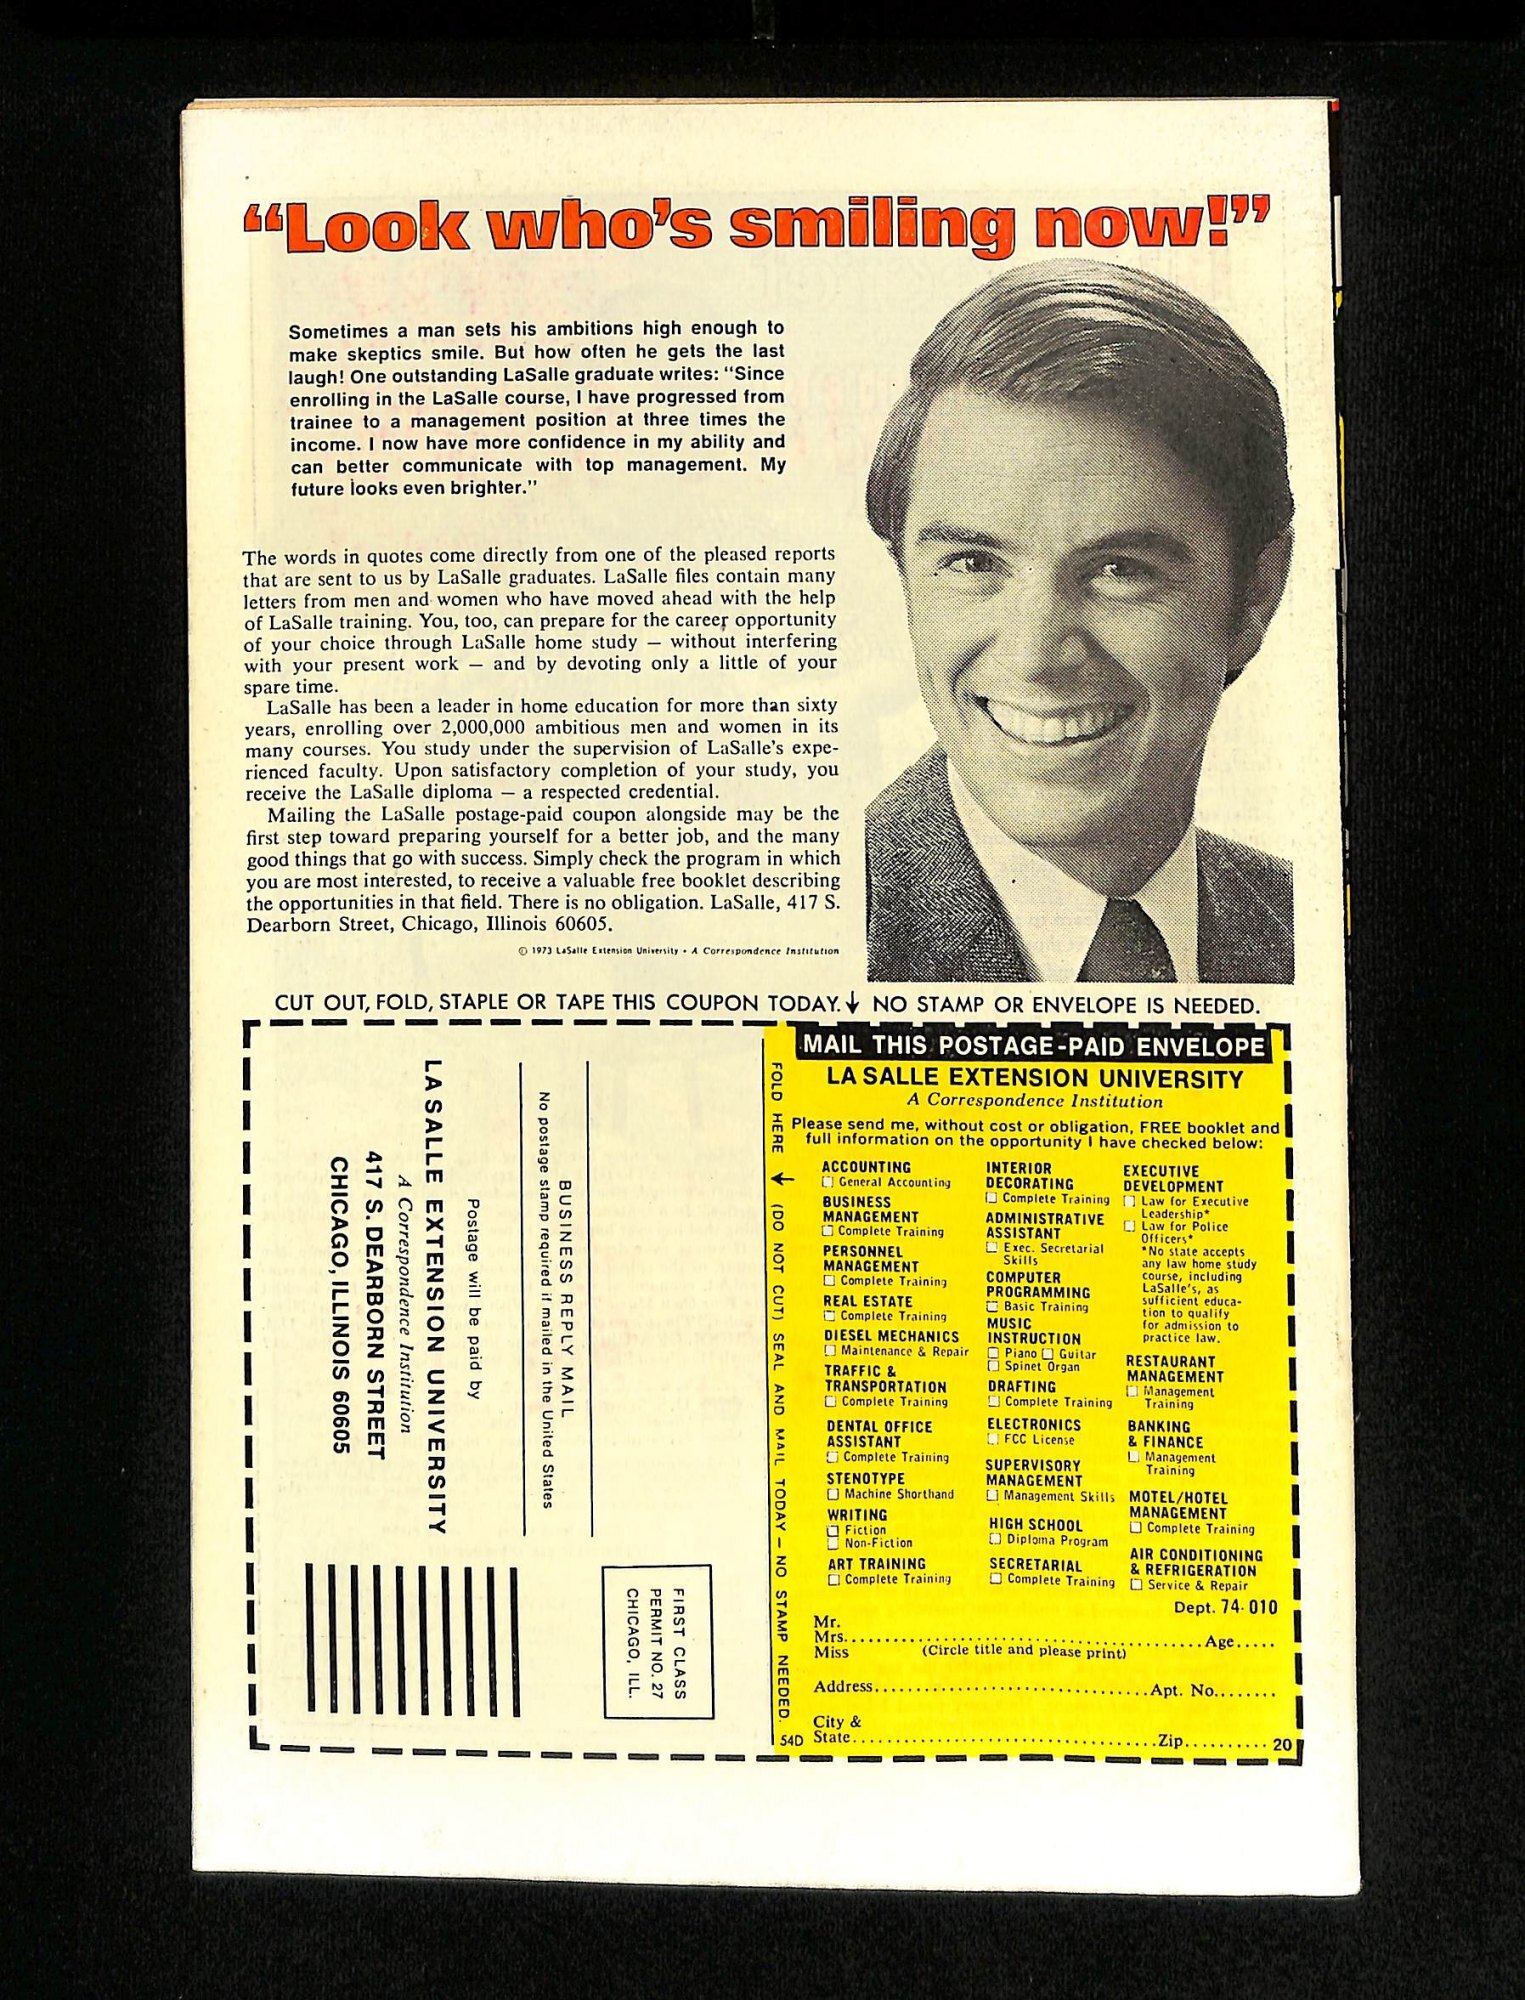 “Look who’s smiling now!”
Sometimes a man sets his ambitions high enough to
make skeptics smile. But how often he gets the last
laugh! One outstanding LaSalle graduate writes: “Since
enrolling in the LaSalle course, I have progressed from
trainee to a management position at three times the
income. I now have more confidence in my ability and
can better communicate with top management. My
future looks even brighter.”
The words in quotes come directly from one of the pleased reports
that are sent to us by LaSalle graduates. LaSalle files contain many
letters from men and women who have moved ahead with the help
of LaSalle training. You, too, can prepare for the career opportunity
of your choice through LaSalle home study — without interfering
with your present work — and by devoting only a little of your
spare time.
LaSalle has been a leader in home education for more than sixty
years, enrolling over 2,000,000 ambitious men and women in its
many courses. You study under the supervision of LaSalle's expe-
rienced faculty. Upon satisfactory completion of your study, you
receive the LaSalle diploma — a respected credential.
Mailing the LaSalle postage-paid coupon alongside may be the
first step toward preparing yourself for a better job, and the many
good things that go with success. Simply check the program in which
you are most interested, to receive a valuable free booklet describing
the opportunities in that field. There is no obligation. LaSalle, 417 S.
Dearborn Street, Chicago, Illinois 60605.
© 1973 LaSalle Extension University • A Correspondence Institution
CUT OUT, FOLD, STAPLE OR TAPE THIS COUPON TODAY.↓ NO STAMP OR ENVELOPE IS NEEDED.
FIRST CLASS
PERMIT NO. 27
CHICAGO, ILL.
BUSINESS REPLY MAIL
No postage stamp required if mailed in the United States
Postage will be paid by
LA SALLE EXTENSION UNIVERSITY
A Correspondence Institution
417 S. DEARBORN STREET
CHICAGO, ILLINOIS 60605
FOLD HERE ← (DO NOT CUT) SEAL AND MAIL TODAY — NO STAMP NEEDED.
54D
MAIL THIS POSTAGE-PAID ENVELOPE
LA SALLE EXTENSION UNIVERSITY
A Correspondence Institution
Please send me, without cost or obligation, FREE booklet and
full information on the opportunity I have checked below:
ACCOUNTING
☐ General Accounting
BUSINESS
MANAGEMENT
☐ Complete Training
PERSONNEL
MANAGEMENT
☐ Complete Training
REAL ESTATE
☐ Complete Training
DIESEL MECHANICS
☐ Maintenance & Repair
TRAFFIC &
TRANSPORTATION
☐ Complete Training
DENTAL OFFICE
ASSISTANT
☐ Complete Training
STENOTYPE
☐ Machine Shorthand
WRITING
☐ Fiction
☐ Non-Fiction
ART TRAINING
☐ Complete Training
INTERIOR
DECORATING
☐ Complete Training
ADMINISTRATIVE
ASSISTANT
☐ Exec. Secretarial
Skills
COMPUTER
PROGRAMMING
☐ Basic Training
MUSIC
INSTRUCTION
☐ Piano ☐ Guitar
☐ Spinet Organ
DRAFTING
☐ Complete Training
ELECTRONICS
☐ FCC License
SUPERVISORY
MANAGEMENT
☐ Management Skills
HIGH SCHOOL
☐ Diploma Program
SECRETARIAL
☐ Complete Training
EXECUTIVE
DEVELOPMENT
☐ Law for Executive
Leadership*
☐ Law for Police
Officers*
*No state accepts
any law home study
course, including
LaSalle's, as
sufficient educa-
tion to qualify
for admission to
practice law.
RESTAURANT
MANAGEMENT
☐ Management
Training
BANKING
& FINANCE
☐ Management
Training
MOTEL/HOTEL
MANAGEMENT
☐ Complete Training
AIR CONDITIONING
& REFRIGERATION
☐ Service & Repair
Dept. 74-010
Mr.
Mrs. ........ Age.....
Miss (Circle title and please print)
Address........ Apt. No........
City &
State........ Zip.......... 20